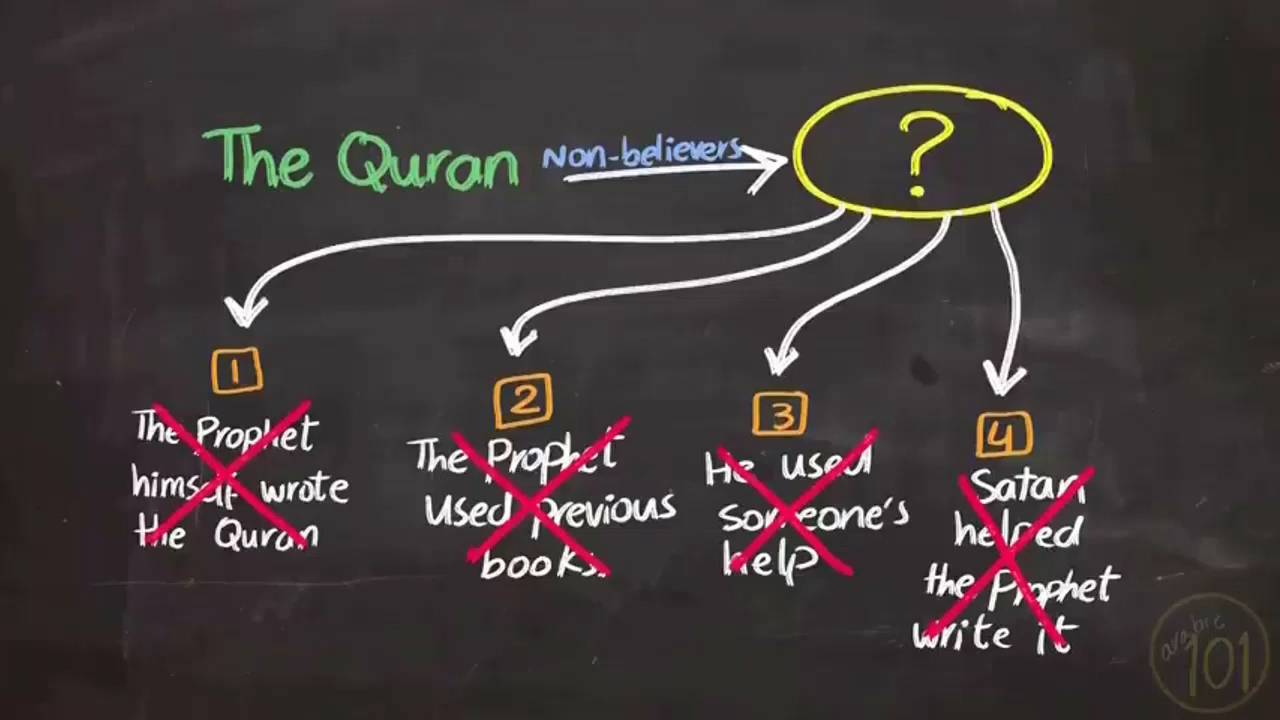 The Quran
Non-believers
?
1
The Prophet
himself wrote
the Quran
2
The Prophet
Used previous
books.
3
He used
someone's
help
4
Satan
helped
the Prophet
write it
arabic
101